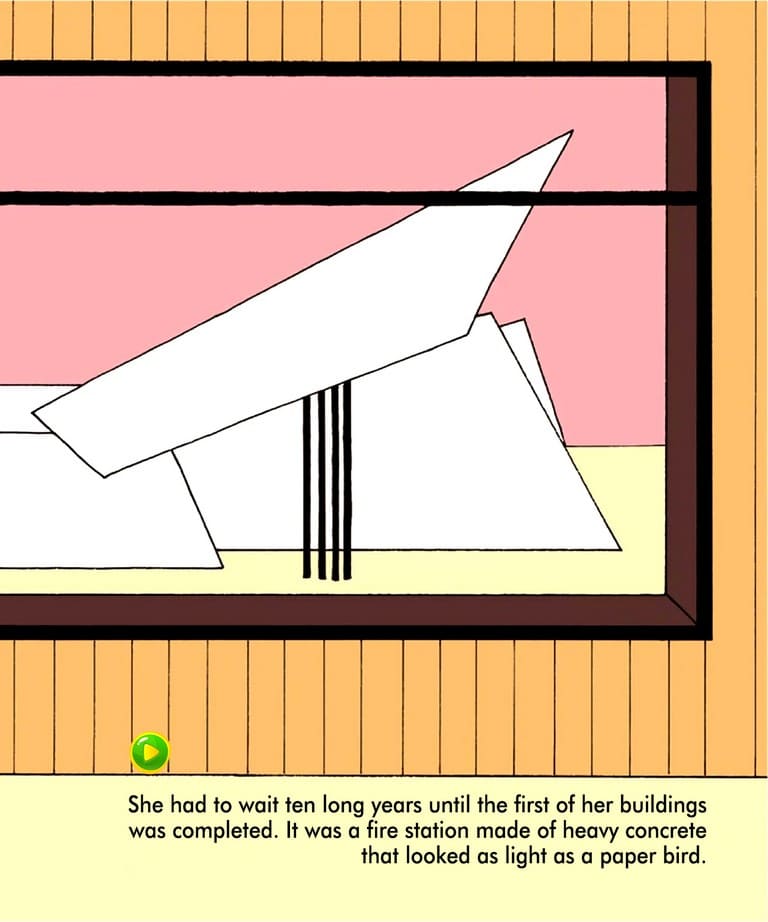 She had to wait ten long years until the first of her buildings
was completed. It was a fire station made of heavy concrete
that looked as light as a paper bird.